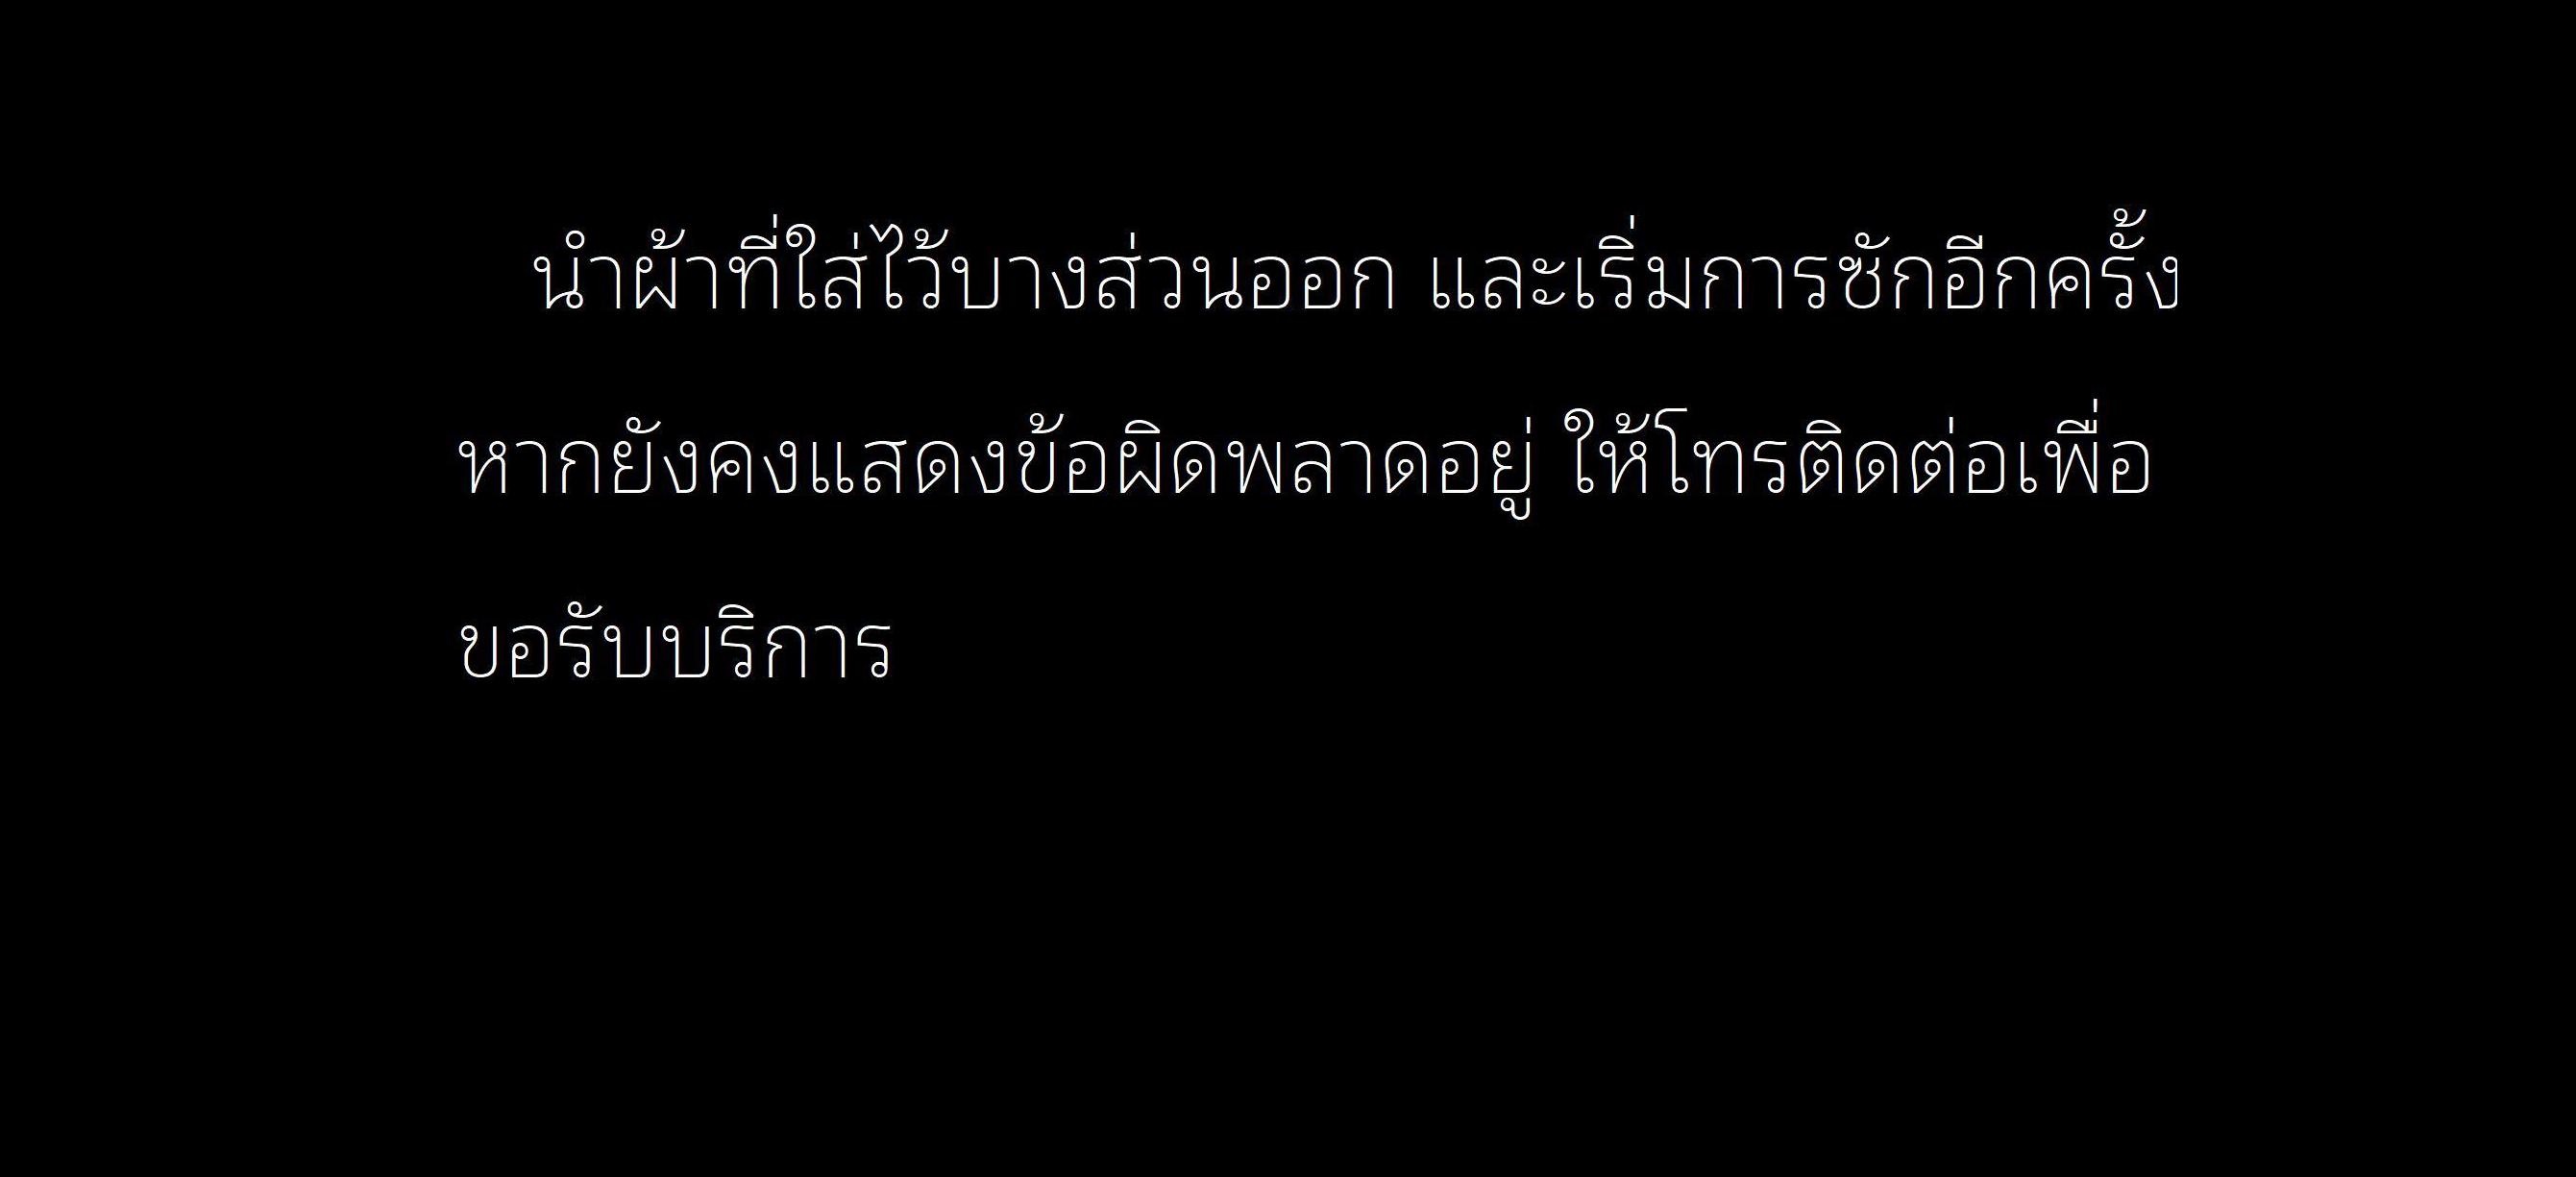 นำผ้าที่ใส่ไว้บางส่วนออก และเริ่มการซักอีกครั้ง
หากยังคงแสดงข้อผิดพลาดอยู่ ให้โทรติดต่อเพื่อ
ขอรับบริการ